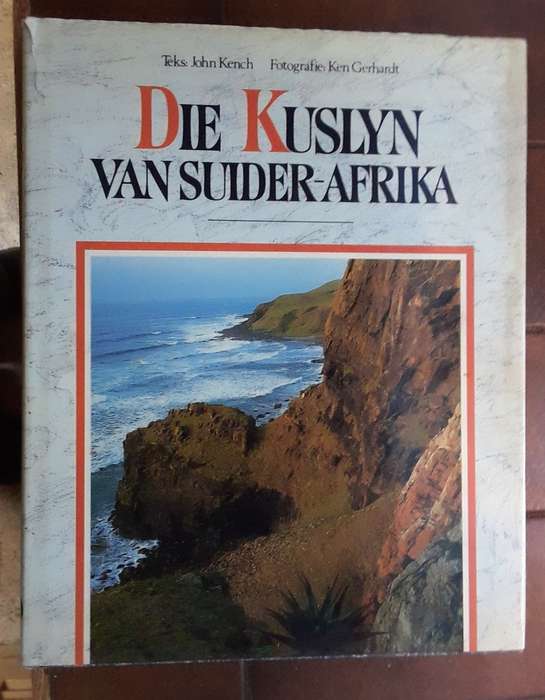 Teks: John Kench Fotografie: Ken Gerhardt
DIE KUSLYN
VAN SUIDER-AFRIKA